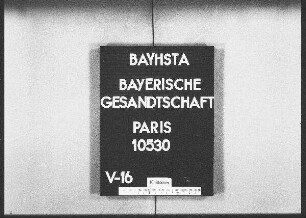 BAYHSTA
BAYERISCHE
GESANDTSCHAFT
PARIS
10530
V-16